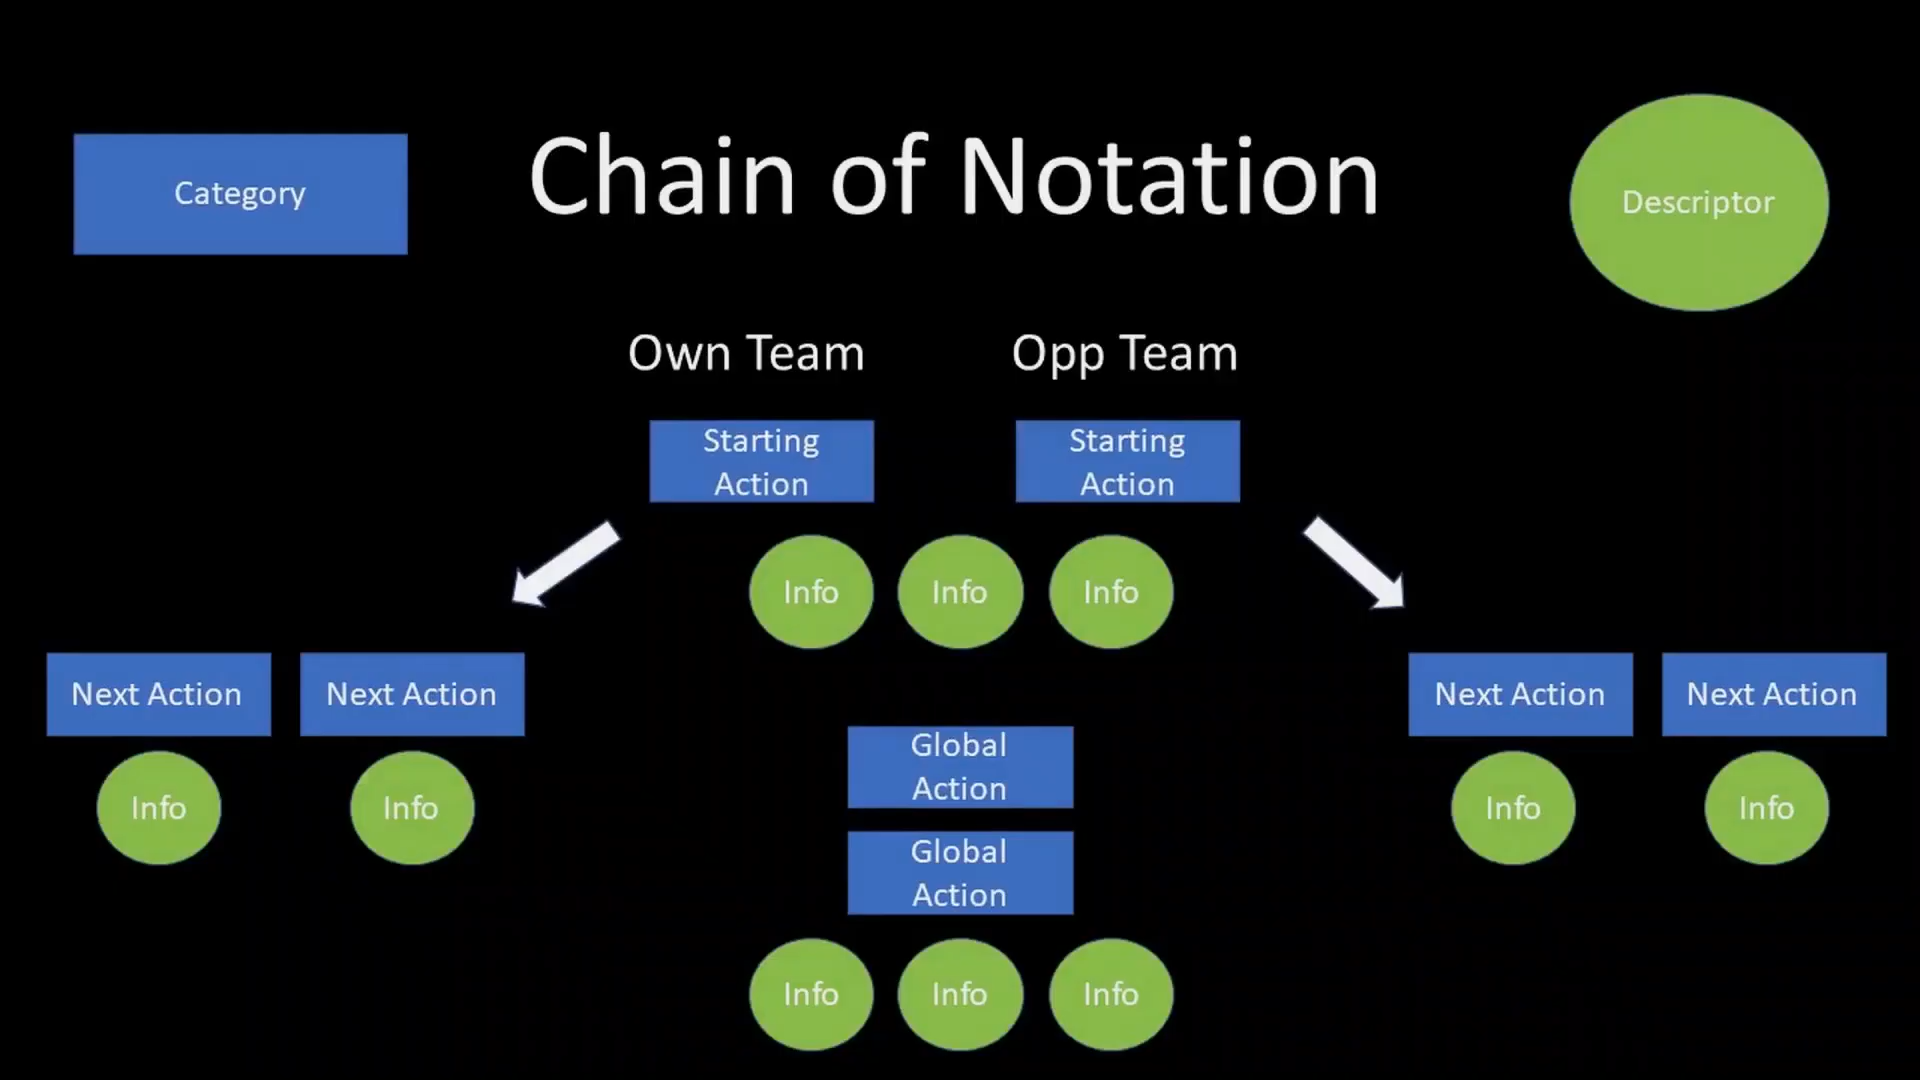 Category
Chain of Notation
Descriptor
Own Team
Opp Team
Starting
Action
Starting
Action
Info
Info
Info
Next Action
Next Action
Next Action
Next Action
Info
Info
Info
Info
Global
Action
Global
Action
Info
Info
Info